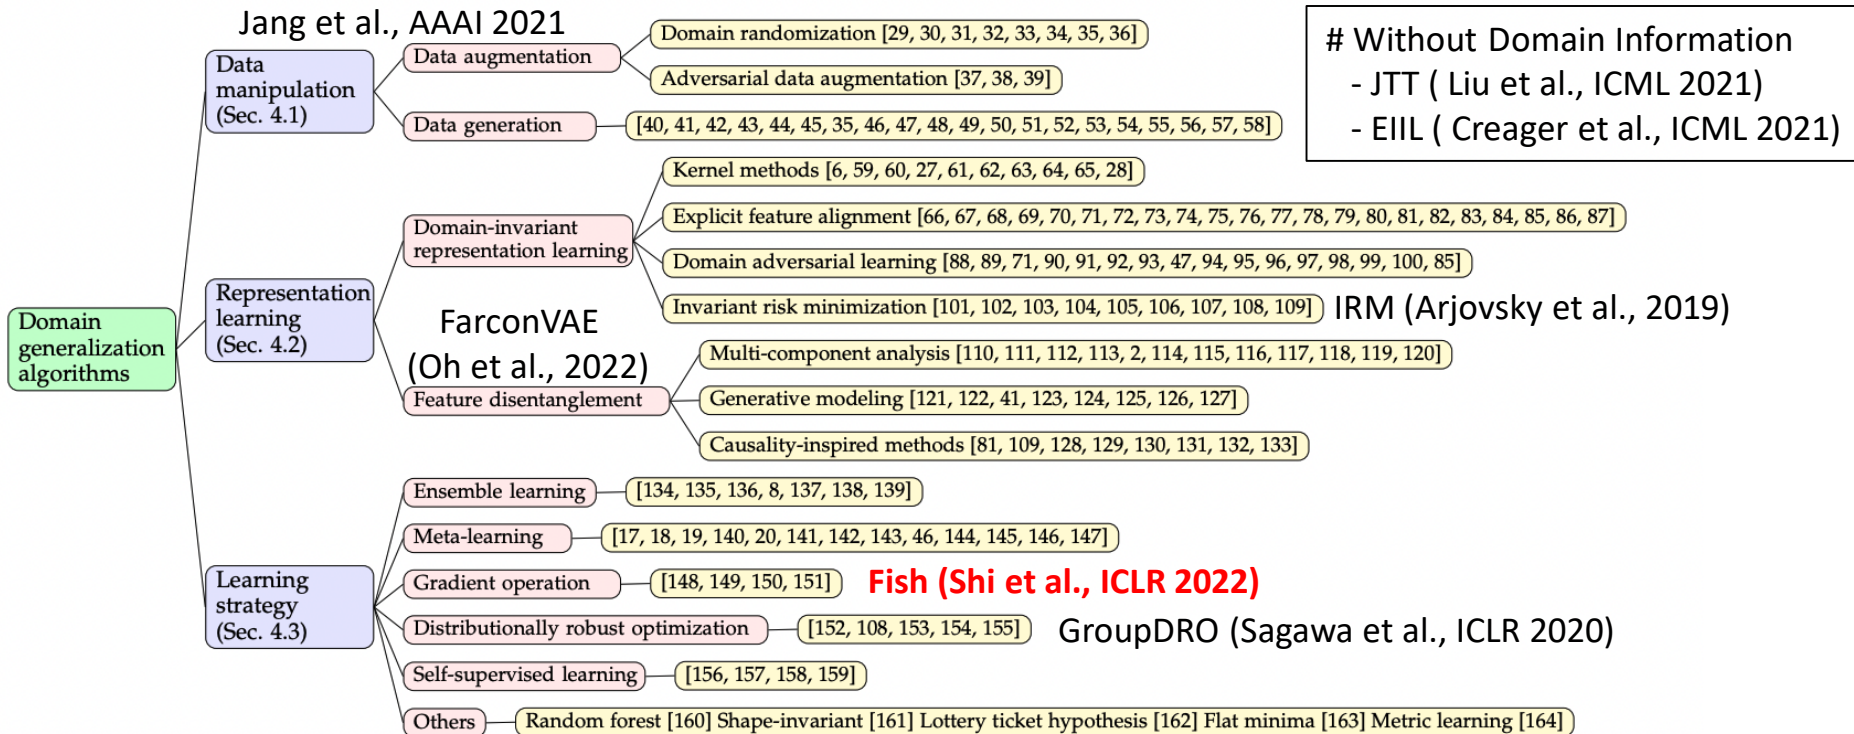 Jang et al., AAAI 2021
# Without Domain Information
- JTT ( Liu et al., ICML 2021)
- EIIL ( Creager et al., ICML 2021)
Domain
generalization
algorithms
Data
manipulation
(Sec. 4.1)
Data augmentation
Domain randomization [29, 30, 31, 32, 33, 34, 35, 36]
Adversarial data augmentation [37, 38, 39]
Data generation
[40, 41, 42, 43, 44, 45, 35, 46, 47, 48, 49, 50, 51, 52, 53, 54, 55, 56, 57, 58]
Representation
learning
(Sec. 4.2)
Domain-invariant
representation learning
Kernel methods [6, 59, 60, 27, 61, 62, 63, 64, 65, 28]
Explicit feature alignment [66, 67, 68, 69, 70, 71, 72, 73, 74, 75, 76, 77, 78, 79, 80, 81, 82, 83, 84, 85, 86, 87]
Domain adversarial learning [88, 89, 71, 90, 91, 92, 93, 47, 94, 95, 96, 97, 98, 99, 100, 85]
Invariant risk minimization [101, 102, 103, 104, 105, 106, 107, 108, 109]
IRM (Arjovsky et al., 2019)
FarconVAE
(Oh et al., 2022)
Feature disentanglement
Multi-component analysis [110, 111, 112, 113, 2, 114, 115, 116, 117, 118, 119, 120]
Generative modeling [121, 122, 41, 123, 124, 125, 126, 127]
Causality-inspired methods [81, 109, 128, 129, 130, 131, 132, 133]
Learning
strategy
(Sec. 4.3)
Ensemble learning
[134, 135, 136, 8, 137, 138, 139]
Meta-learning
[17, 18, 19, 140, 20, 141, 142, 143, 46, 144, 145, 146, 147]
Gradient operation
[148, 149, 150, 151]
Fish (Shi et al., ICLR 2022)
Distributionally robust optimization
[152, 108, 153, 154, 155]
GroupDRO (Sagawa et al., ICLR 2020)
Self-supervised learning
[156, 157, 158, 159]
Others
Random forest [160] Shape-invariant [161] Lottery ticket hypothesis [162] Flat minima [163] Metric learning [164]